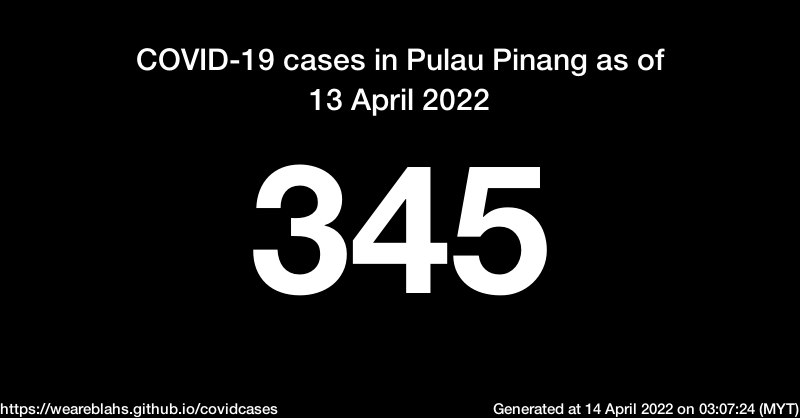 COVID-19 cases in Pulau Pinang as of
13 April 2022
345
https://weareblahs.github.io/covidcases
Generated at 14 April 2022 on 03:07:24 (MYT)